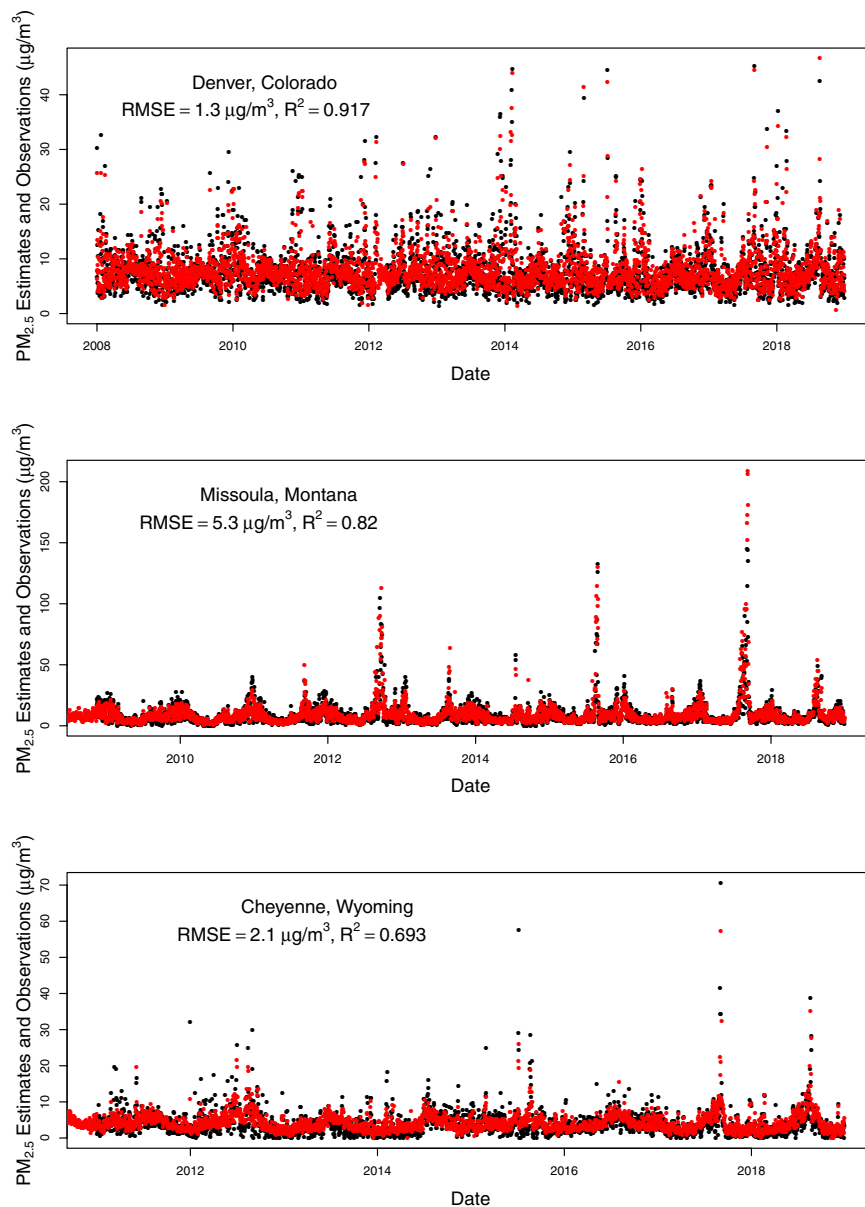 PM2.5 Estimates and Observations (μg/m3)
40
30
20
10
0
Denver, Colorado
RMSE = 1.3 μg/m3, R2 = 0.917
2008 2010 2012 2014 2016 2018
Date
PM2.5 Estimates and Observations (μg/m3)
200
150
100
50
0
Missoula, Montana
RMSE = 5.3 μg/m3, R2 = 0.82
2010 2012 2014 2016 2018
Date
PM2.5 Estimates and Observations (μg/m3)
70
60
50
40
30
20
10
0
Cheyenne, Wyoming
RMSE = 2.1 μg/m3, R2 = 0.693
2012 2014 2016 2018
Date